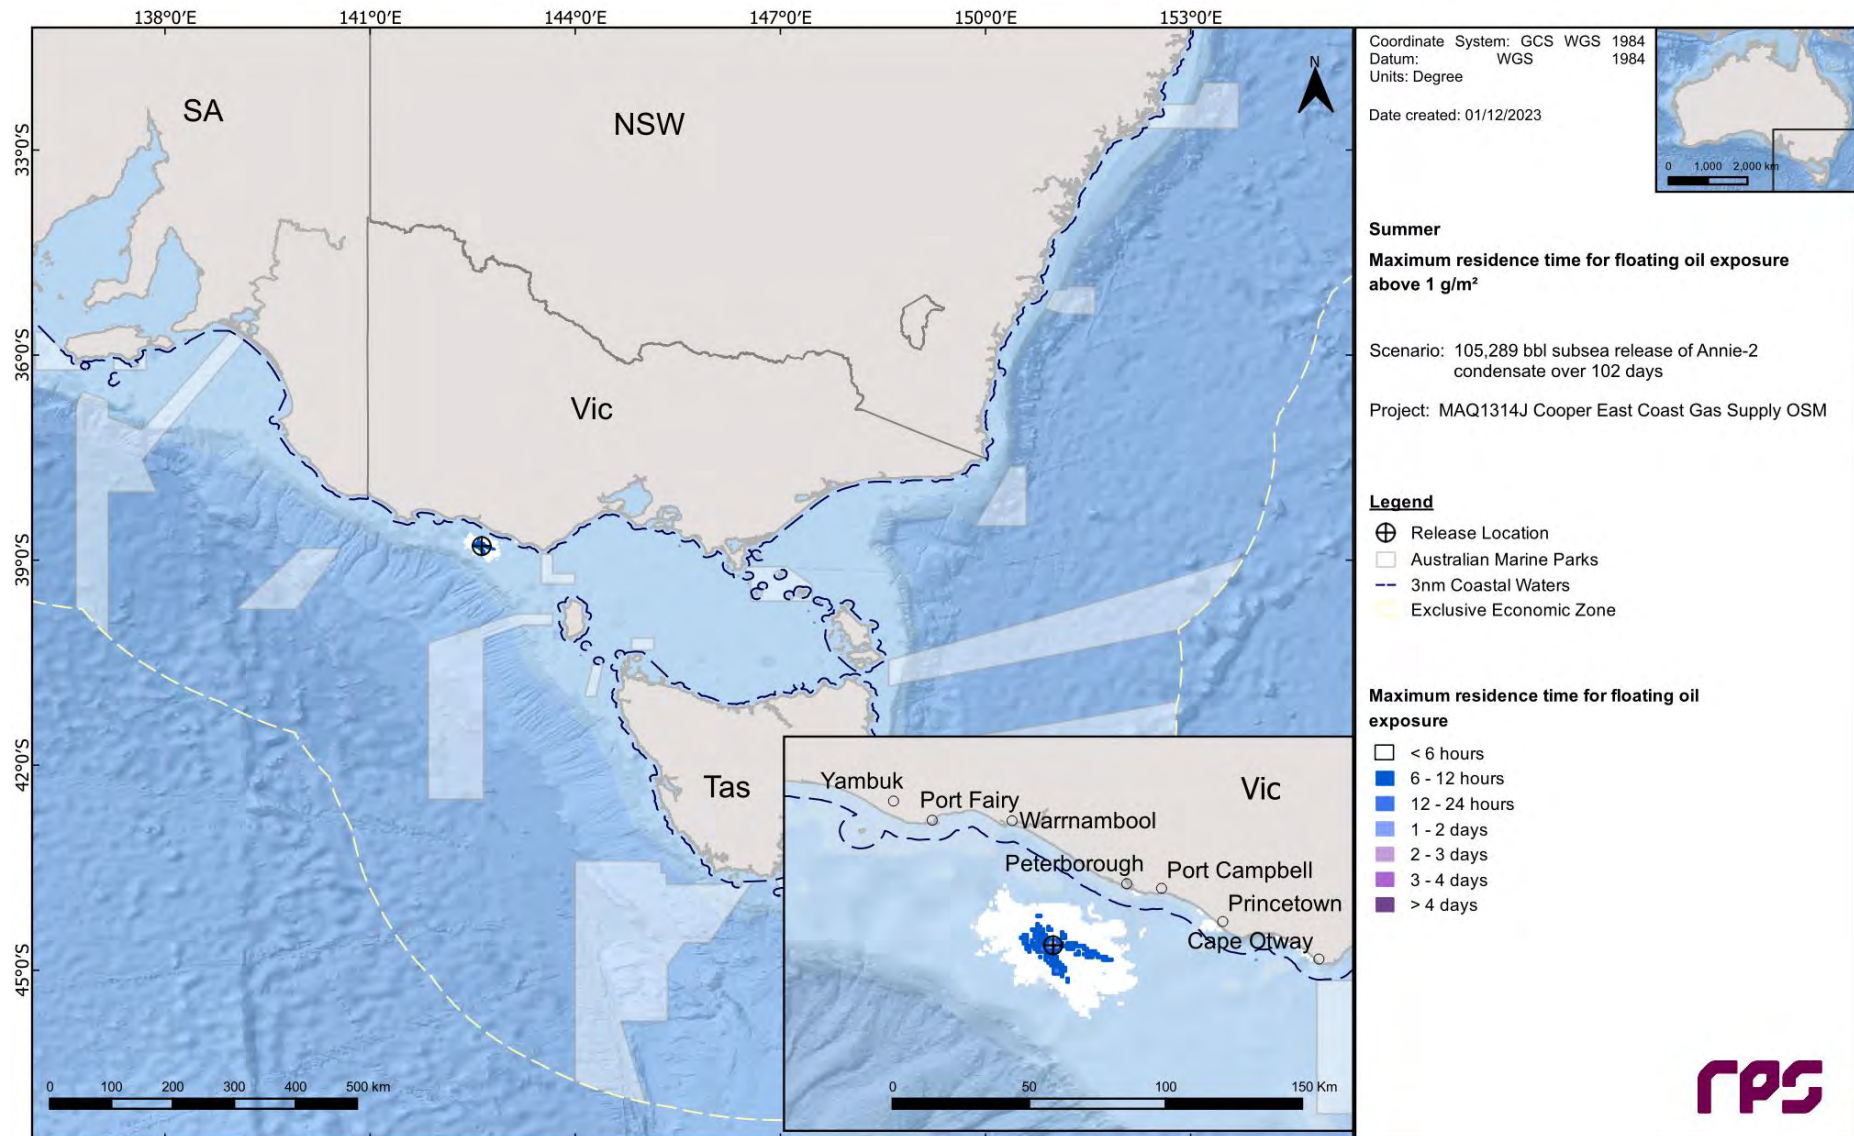 138°0'E 141°0'E 144°0'E 147°0'E 150°0'E 153°0'E
33°0'S
36°0'S
39°0'S
42°0'S
45°0'S
SA
NSW
Vic
Tas
N
0 100 200 300 400 500 km
Yambuk
Port Fairy
Warrnambool
Peterborough
Port Campbell
Princetown
Cape Otway
Vic
0 50 100 150 Km
Coordinate System: GCS WGS 1984
Datum: WGS 1984
Units: Degree
Date created: 01/12/2023
0 1,000 2,000 km
Summer
Maximum residence time for floating oil exposure
above 1 g/m²
Scenario: 105,289 bbl subsea release of Annie-2
condensate over 102 days
Project: MAQ1314J Cooper East Coast Gas Supply OSM
Legend
Release Location
Australian Marine Parks
3nm Coastal Waters
Exclusive Economic Zone
Maximum residence time for floating oil
exposure
< 6 hours
6 - 12 hours
12 - 24 hours
1 - 2 days
2 - 3 days
3 - 4 days
> 4 days
rps